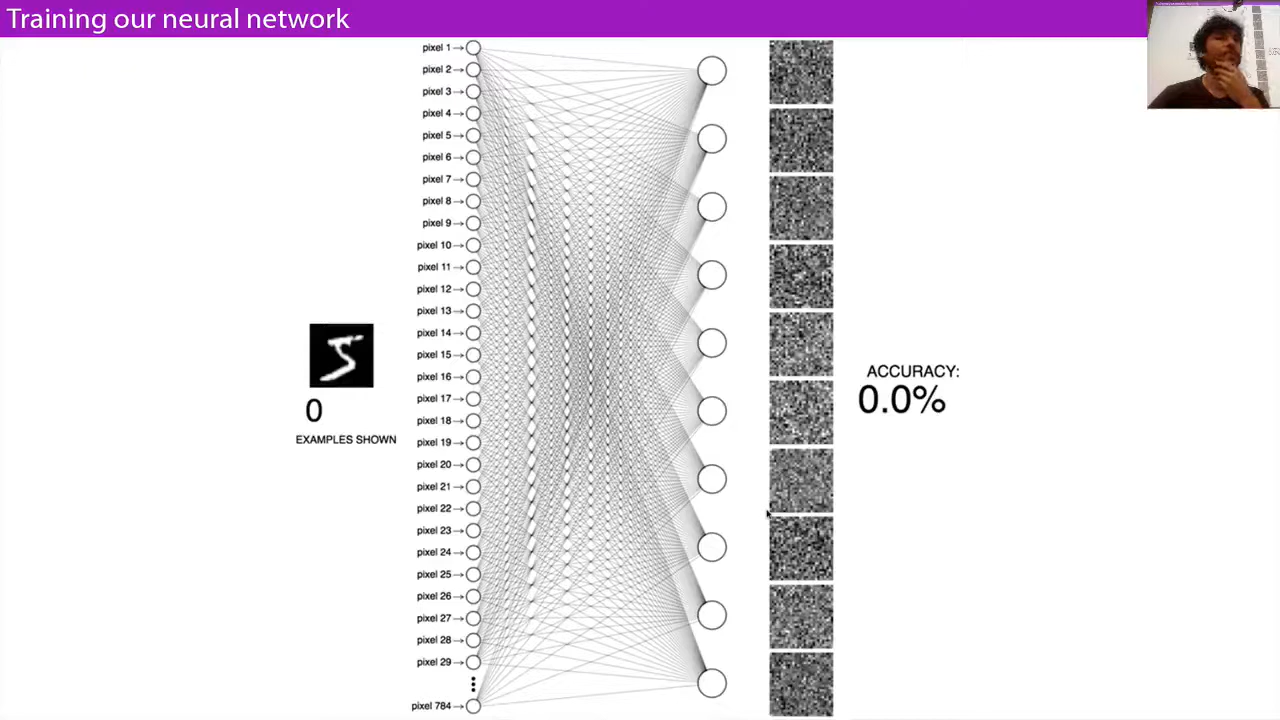 Training our neural network
pixel 1
pixel 2
pixel 3
pixel 4
pixel 5
pixel 6
pixel 7
pixel 8
pixel 9
pixel 10
pixel 11
pixel 12
pixel 13
pixel 14
pixel 15
pixel 16
pixel 17
pixel 18
pixel 19
pixel 20
pixel 21
pixel 22
pixel 23
pixel 24
pixel 25
pixel 26
pixel 27
pixel 28
pixel 29
pixel 784
5
0
EXAMPLES SHOWN
ACCURACY:
0.0%